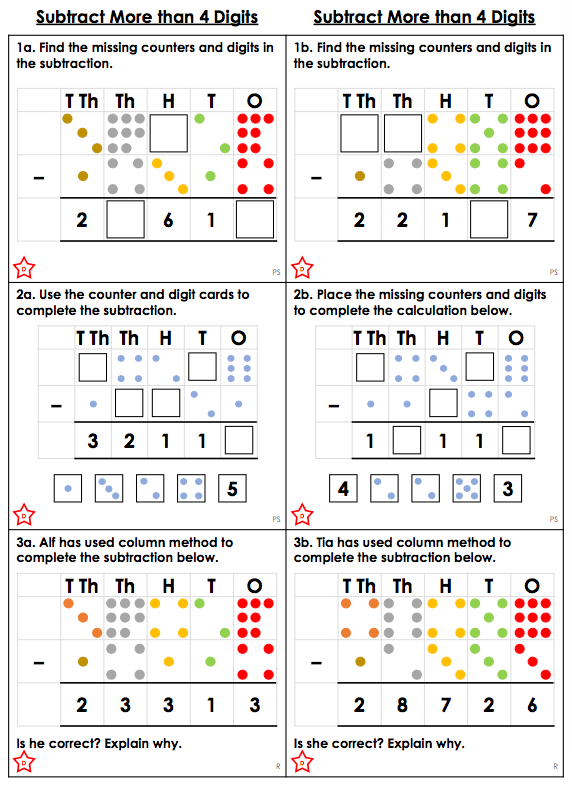 Subtract More than 4 Digits
Subtract More than 4 Digits
1a. Find the missing counters and digits in
the subtraction.
T Th Th H T O
–
2 6 1
D
PS
1b. Find the missing counters and digits in
the subtraction.
T Th Th H T O
–
2 2 1 7
D
PS
2a. Use the counter and digit cards to
complete the subtraction.
T Th Th H T O
–
3 2 1 1
5
D
PS
2b. Place the missing counters and digits
to complete the calculation below.
T Th Th H T O
–
1 1 1
4 3
D
PS
3a. Alf has used column method to
complete the subtraction below.
T Th Th H T O
–
2 3 3 1 3
Is he correct? Explain why.
D
R
3b. Tia has used column method to
complete the subtraction below.
T Th Th H T O
–
2 8 7 2 6
Is she correct? Explain why.
D
R